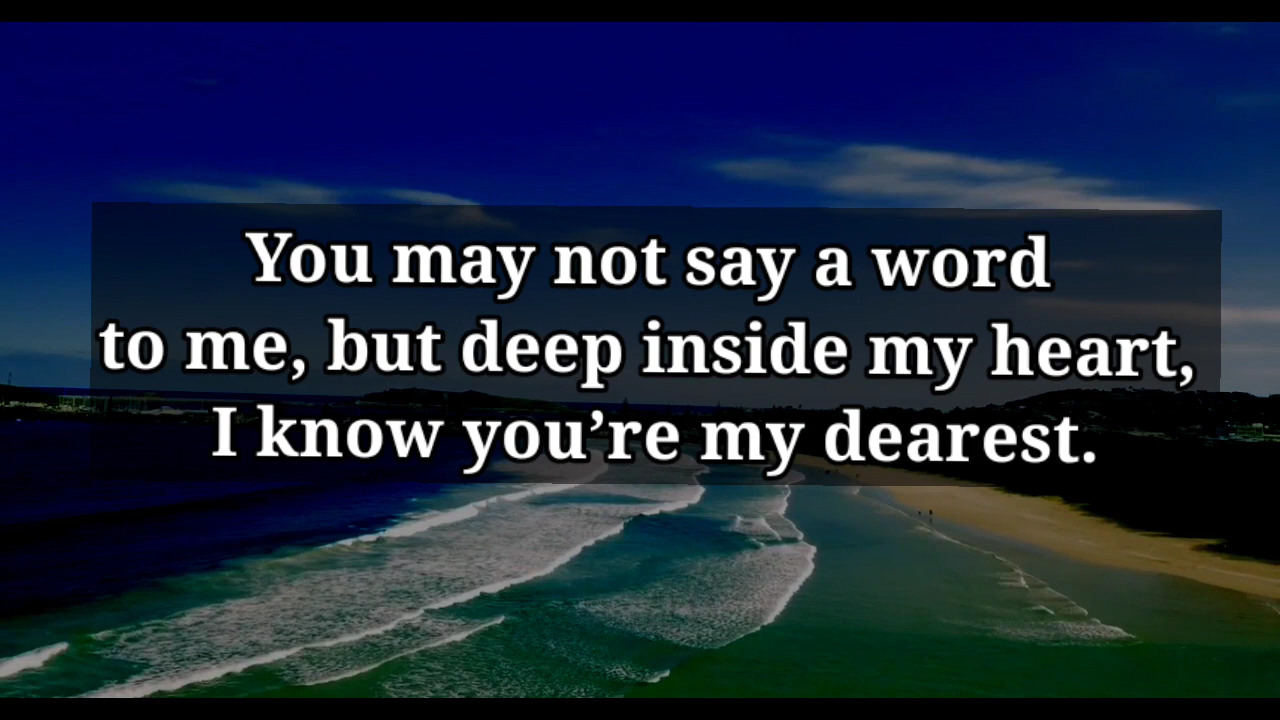 You may not say a word
to me, but deep inside my heart,
I know you’re my dearest.